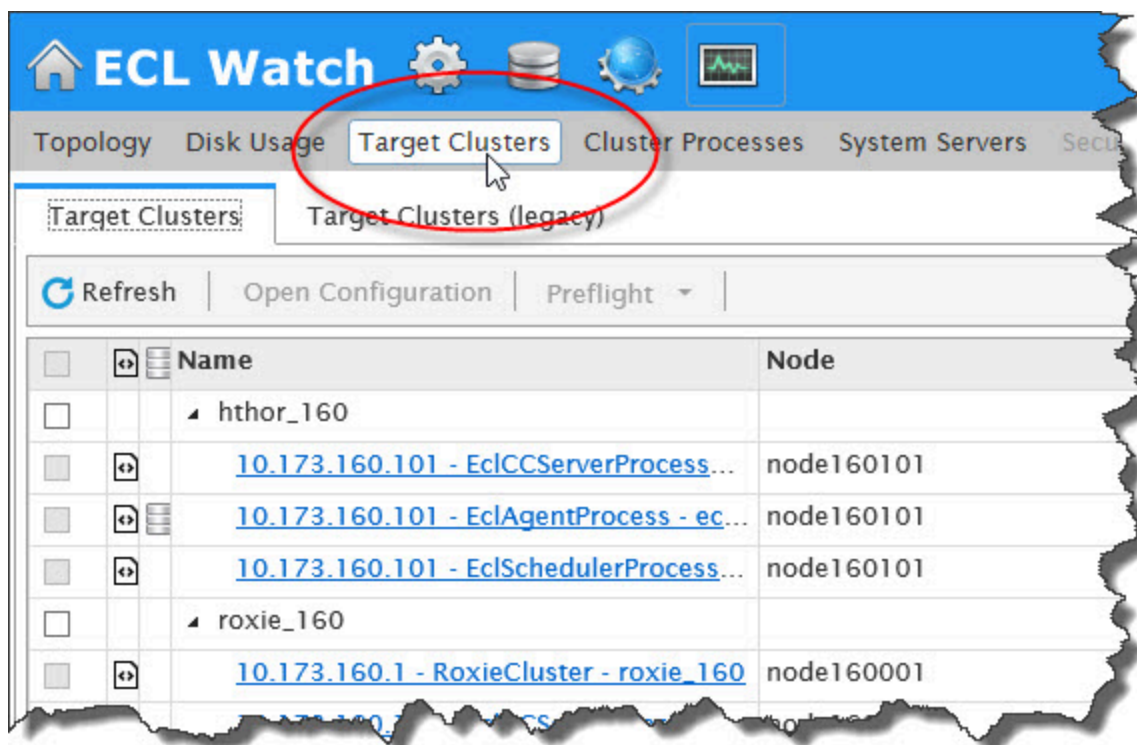 ECL Watch
Topology Disk Usage Target Clusters Cluster Processes System Servers
Target Clusters Target Clusters (legacy)
Refresh Open Configuration Preflight
Name Node
hthor_160
10.173.160.101 - EclCCServerProcess... node160101
10.173.160.101 - EclAgentProcess - ec... node160101
10.173.160.101 - EclSchedulerProcess... node160101
roxie_160
10.173.160.1 - RoxieCluster - roxie_160 node160001